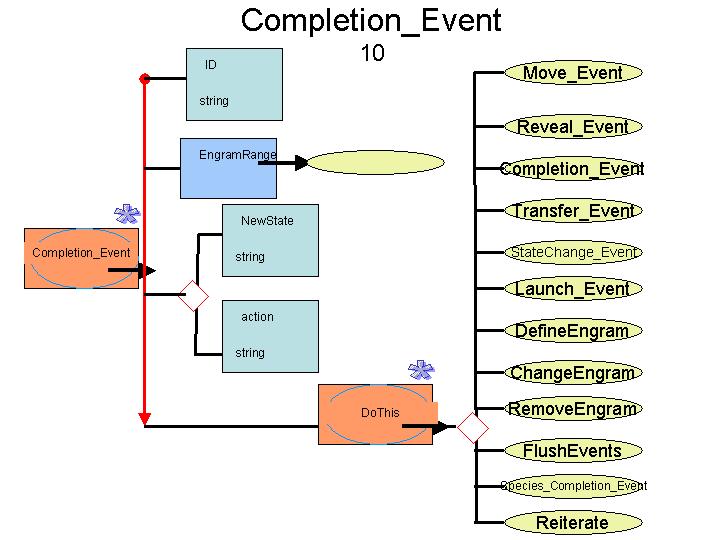 Completion_Event
10
ID
string
EngramRange
NewState
string
Completion_Event
action
string
DoThis
Move_Event
Reveal_Event
Completion_Event
Transfer_Event
StateChange_Event
Launch_Event
DefineEngram
ChangeEngram
RemoveEngram
FlushEvents
Species_Completion_Event
Reiterate